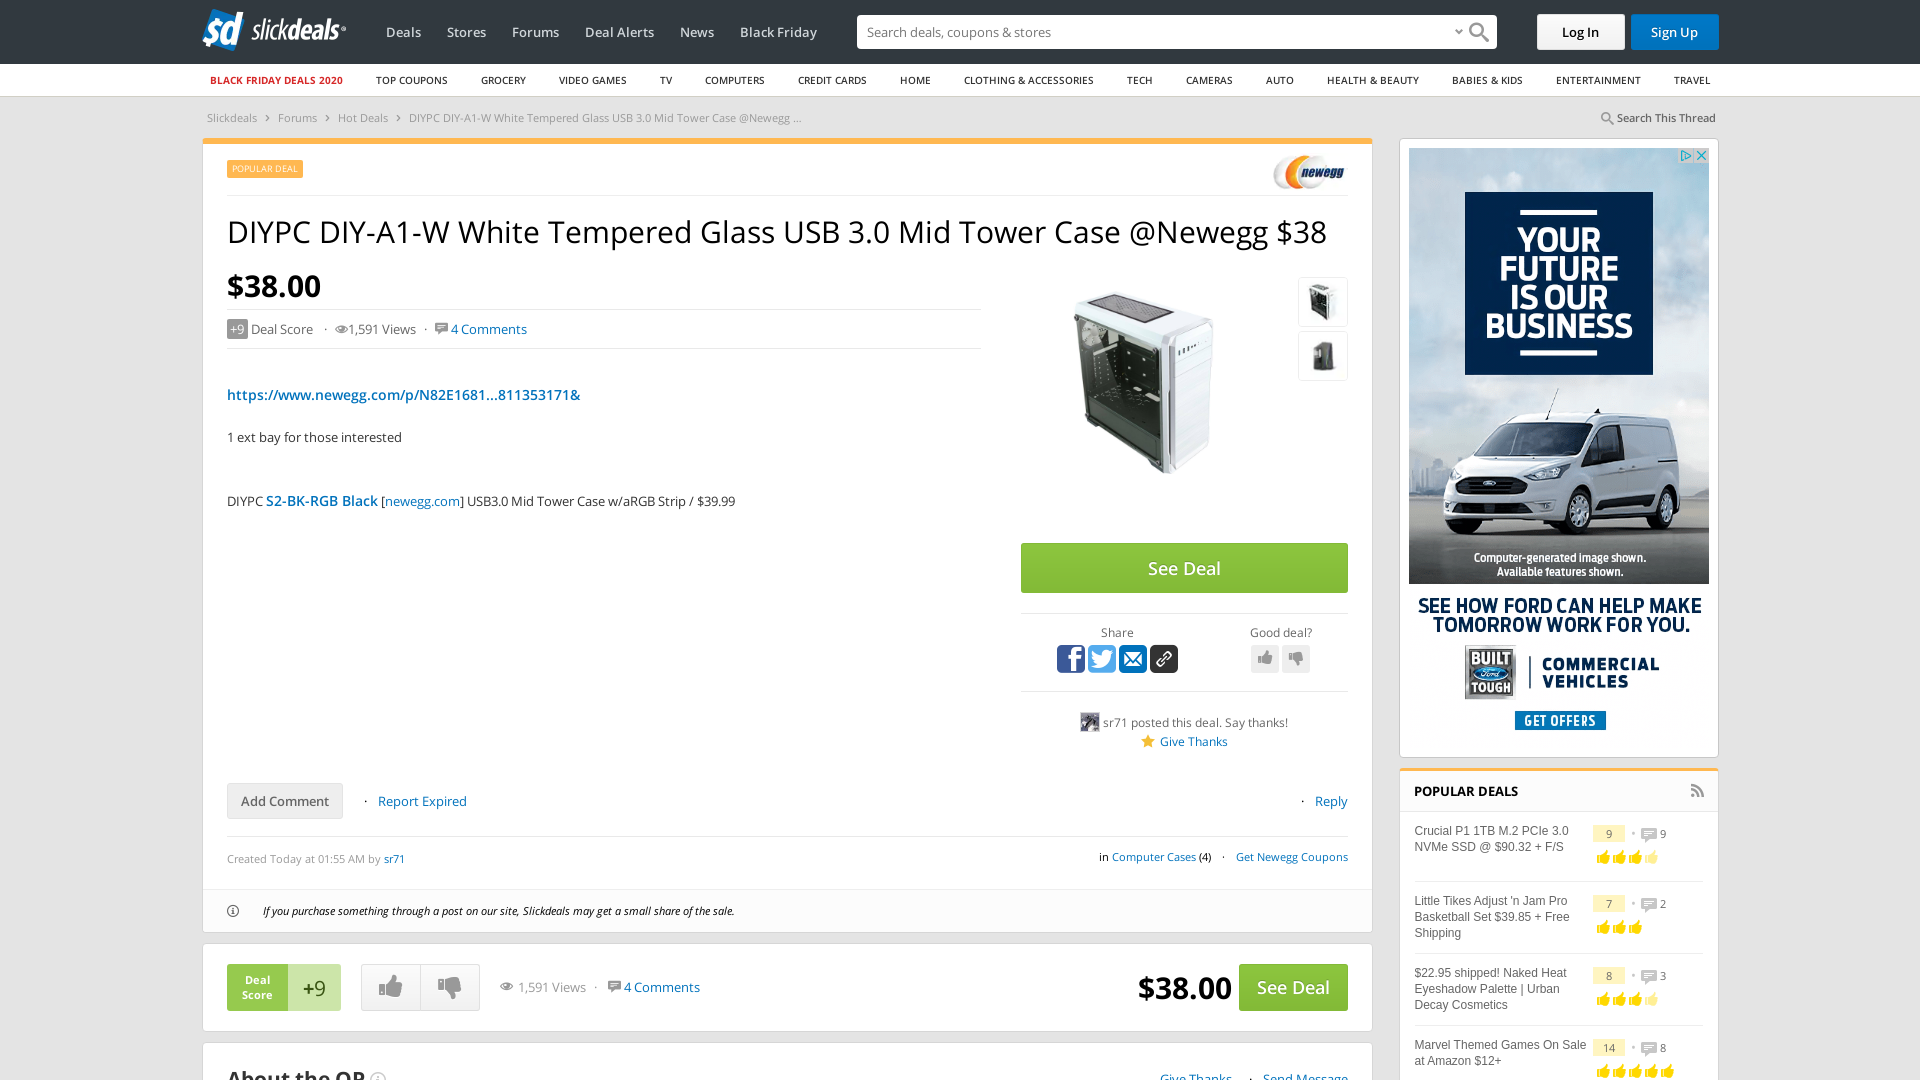 sd slickdeals
Deals
Stores
Forums
Deal Alerts
News
Black Friday
Search deals, coupons & stores
Log In
Sign Up
BLACK FRIDAY DEALS 2020
TOP COUPONS
GROCERY
VIDEO GAMES
TV
COMPUTERS
CREDIT CARDS
HOME
CLOTHING & ACCESSORIES
TECH
CAMERAS
AUTO
HEALTH & BEAUTY
BABIES & KIDS
ENTERTAINMENT
TRAVEL
Slickdeals › Forums › Hot Deals › DIYPC DIY-A1-W White Tempered Glass USB 3.0 Mid Tower Case @Newegg ...
Search This Thread
POPULAR DEAL
newegg
DIYPC DIY-A1-W White Tempered Glass USB 3.0 Mid Tower Case @Newegg $38
$38.00
+9 Deal Score · 1,591 Views · 4 Comments
https://www.newegg.com/p/N82E1681...811353171&
1 ext bay for those interested
DIYPC S2-BK-RGB Black [newegg.com] USB3.0 Mid Tower Case w/aRGB Strip / $39.99
See Deal
Share
Good deal?
sr71 posted this deal. Say thanks!
Give Thanks
Add Comment · Report Expired
· Reply
Created Today at 01:55 AM by sr71
in Computer Cases (4) · Get Newegg Coupons
If you purchase something through a post on our site, Slickdeals may get a small share of the sale.
Deal
Score
+9
1,591 Views · 4 Comments
$38.00
See Deal
About the OP
Give Thanks · Send Message
YOUR
FUTURE
IS OUR
BUSINESS
Ford
Computer-generated image shown.
Available features shown.
SEE HOW FORD CAN HELP MAKE
TOMORROW WORK FOR YOU.
BUILT
Ford
TOUGH
COMMERCIAL
VEHICLES
GET OFFERS
POPULAR DEALS
Crucial P1 1TB M.2 PCIe 3.0
NVMe SSD @ $90.32 + F/S
9 · 9
Little Tikes Adjust 'n Jam Pro
Basketball Set $39.85 + Free
Shipping
7 · 2
$22.95 shipped! Naked Heat
Eyeshadow Palette | Urban
Decay Cosmetics
8 · 3
Marvel Themed Games On Sale
at Amazon $12+
14 · 8